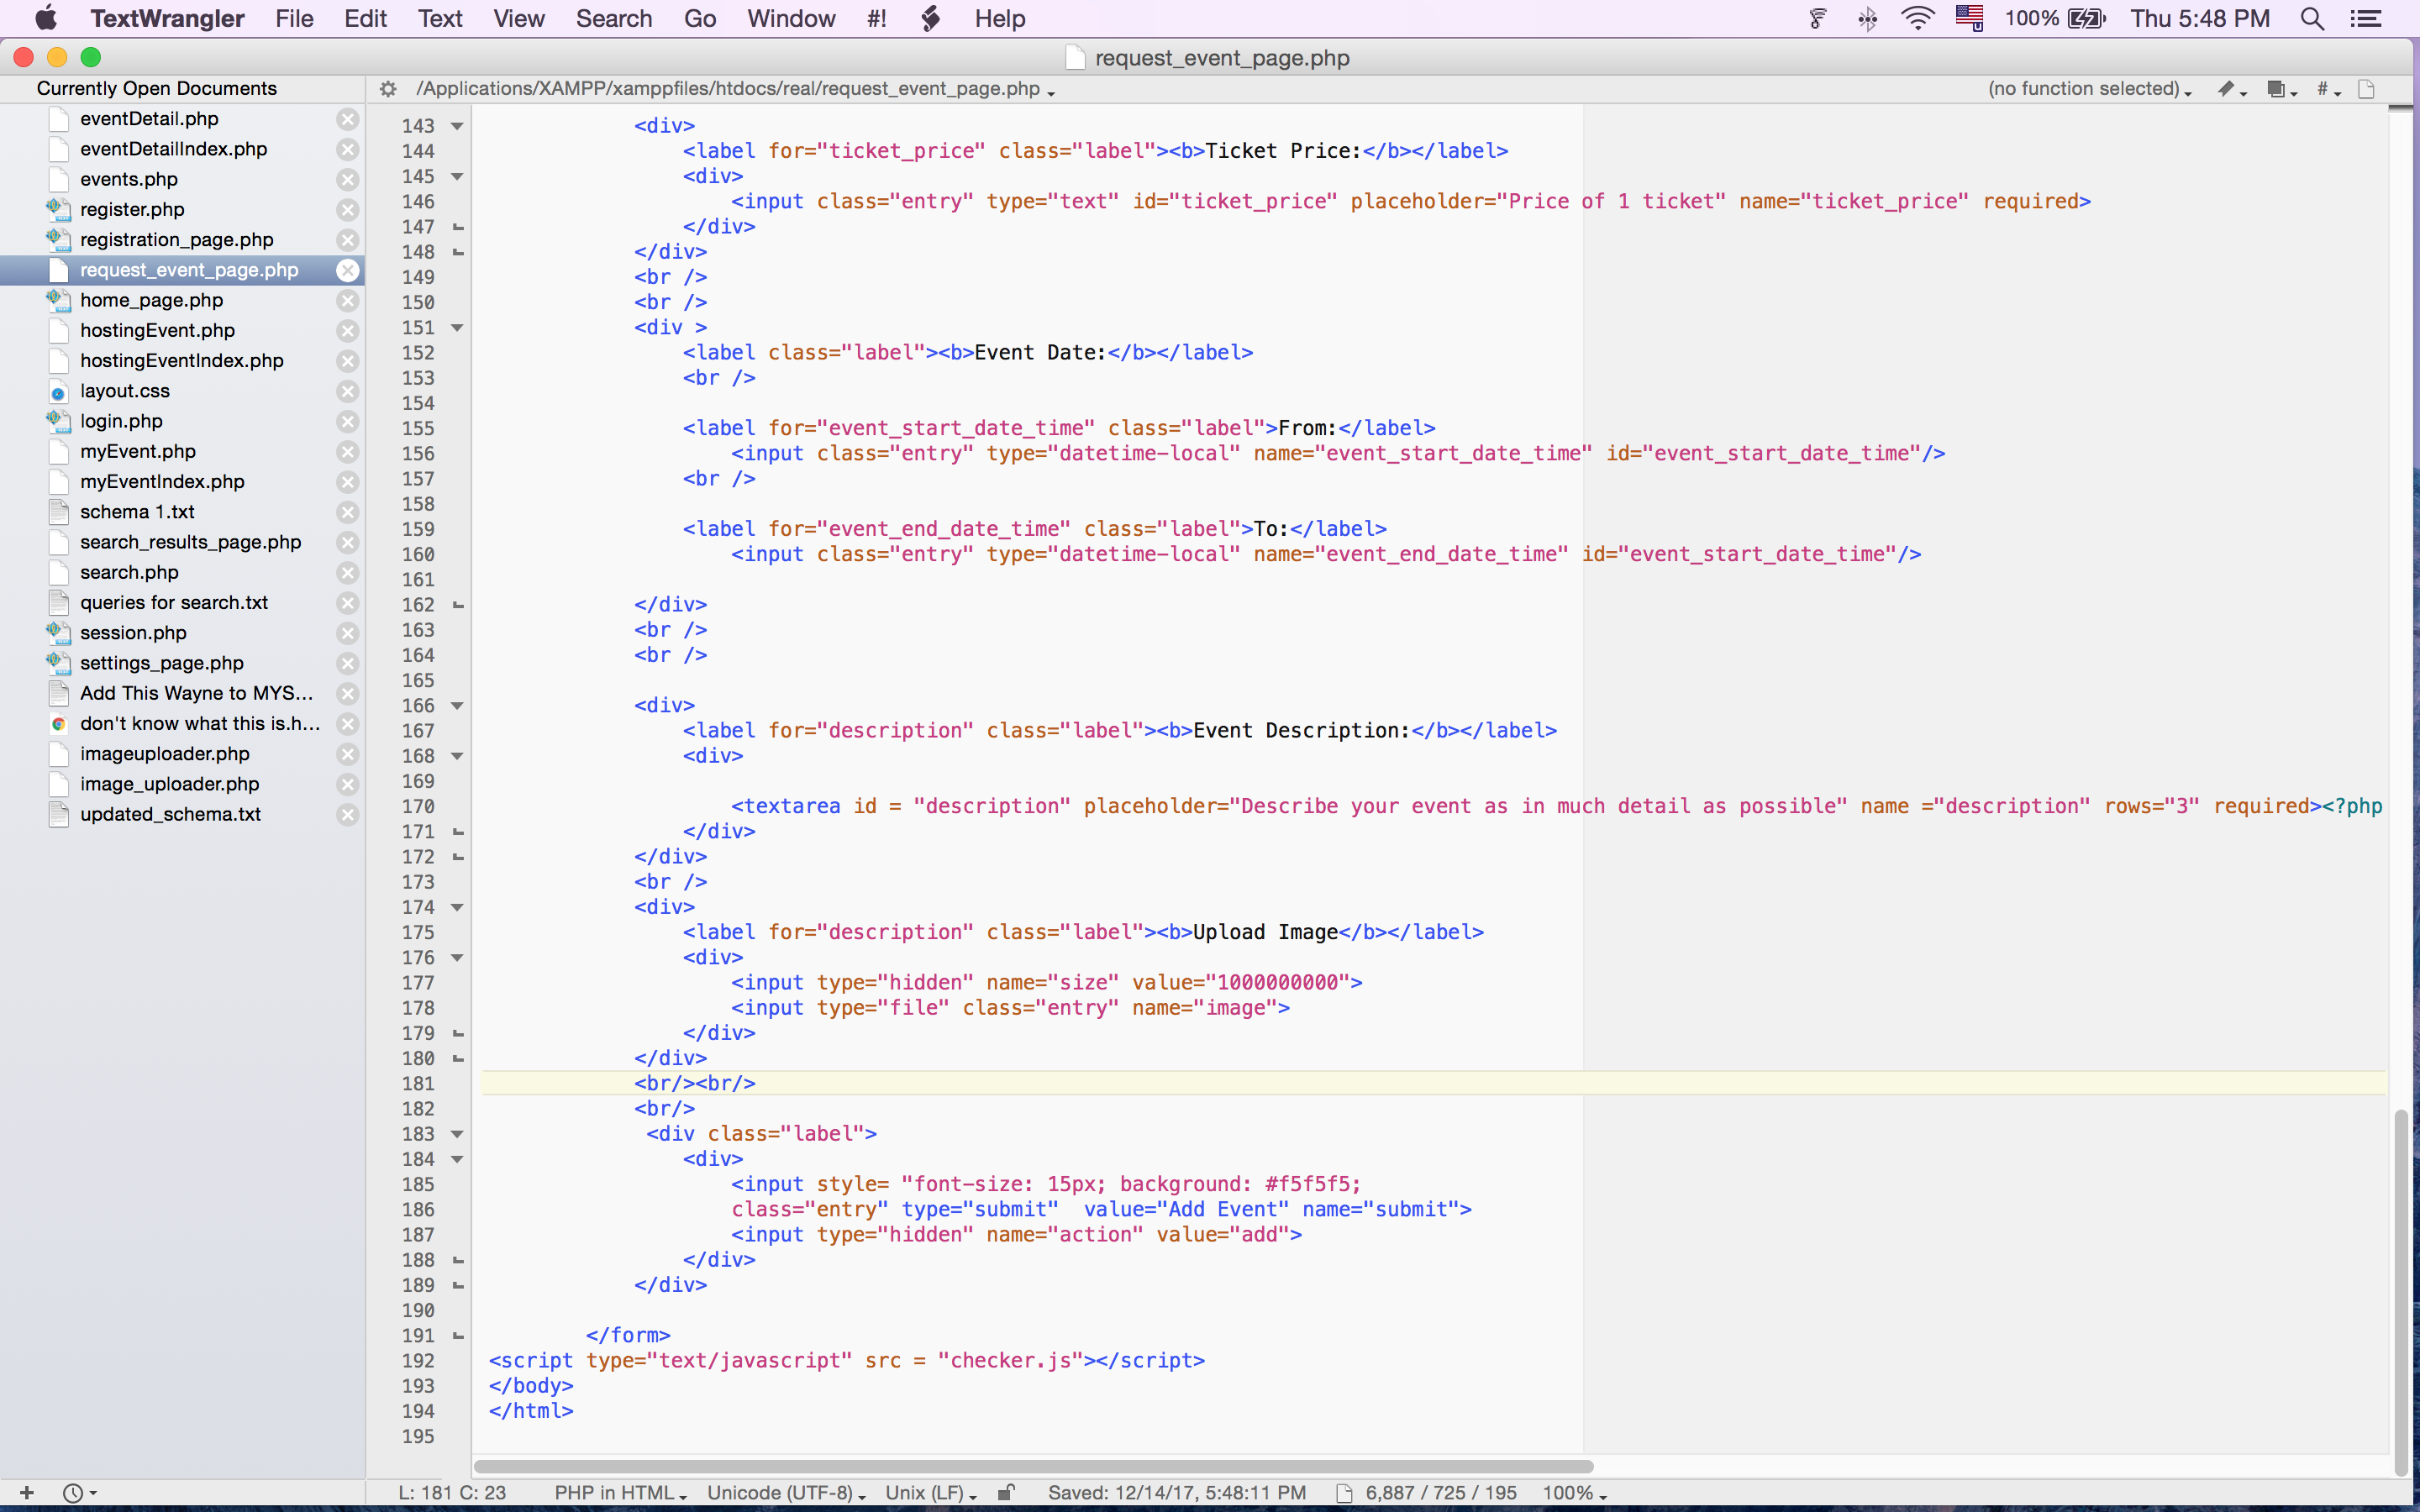 TextWrangler File Edit Text View Search Go Window #! Help 100% Thu 5:48 PM
request_event_page.php
Currently Open Documents
/Applications/XAMPP/xamppfiles/htdocs/real/request_event_page.php
(no function selected) #
eventDetail.php
eventDetailIndex.php
events.php
register.php
registration_page.php
request_event_page.php
home_page.php
hostingEvent.php
hostingEventIndex.php
layout.css
login.php
myEvent.php
myEventIndex.php
schema 1.txt
search_results_page.php
search.php
queries for search.txt
session.php
settings_page.php
Add This Wayne to MYS...
don't know what this is.h...
imageuploader.php
image_uploader.php
updated_schema.txt
143 <div>
144 <label for="ticket_price" class="label"><b>Ticket Price:</b></label>
145 <div>
146 <input class="entry" type="text" id="ticket_price" placeholder="Price of 1 ticket" name="ticket_price" required>
147 </div>
148 </div>
149 <br />
150 <br />
151 <div >
152 <label class="label"><b>Event Date:</b></label>
153 <br />
154
155 <label for="event_start_date_time" class="label">From:</label>
156 <input class="entry" type="datetime-local" name="event_start_date_time" id="event_start_date_time"/>
157 <br />
158
159 <label for="event_end_date_time" class="label">To:</label>
160 <input class="entry" type="datetime-local" name="event_end_date_time" id="event_start_date_time"/>
161
162 </div>
163 <br />
164 <br />
165
166 <div>
167 <label for="description" class="label"><b>Event Description:</b></label>
168 <div>
169
170 <textarea id = "description" placeholder="Describe your event as in much detail as possible" name ="description" rows="3" required><?php
171 </div>
172 </div>
173 <br />
174 <div>
175 <label for="description" class="label"><b>Upload Image</b></label>
176 <div>
177 <input type="hidden" name="size" value="1000000000">
178 <input type="file" class="entry" name="image">
179 </div>
180 </div>
181 <br/><br/>
182 <br/>
183 <div class="label">
184 <div>
185 <input style= "font-size: 15px; background: #f5f5f5;
186 class="entry" type="submit"  value="Add Event" name="submit">
187 <input type="hidden" name="action" value="add">
188 </div>
189 </div>
190
191 </form>
192 <script type="text/javascript" src = "checker.js"></script>
193 </body>
194 </html>
195
L: 181 C: 23 PHP in HTML Unicode (UTF-8) Unix (LF) Saved: 12/14/17, 5:48:11 PM 6,887 / 725 / 195 100%